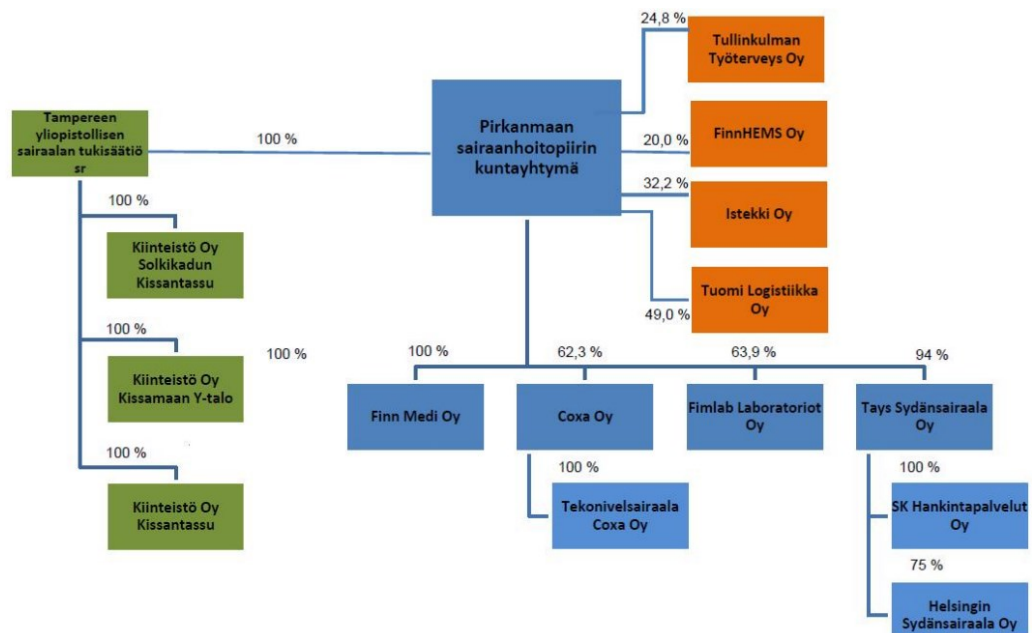 24,8 %
Tullinkulman
Työterveys Oy
Tampereen
yliopistollisen
sairaalan tukisäätiö
sr
100 %
Pirkanmaan
sairaanhoitopiirin
kuntayhtymä
20,0 %
FinnHEMS Oy
32,2 %
Istekki Oy
100 %
Kiinteistö Oy
Solkikadun
Kissantassu
49,0 %
Tuomi Logistiikka
Oy
100 %
Kiinteistö Oy
Kissamaan Y-talo
100 %
100 %
62,3 %
63,9 %
94 %
Finn Medi Oy
Coxa Oy
Fimlab Laboratoriot
Oy
Tays Sydänsairaala
Oy
100 %
Kiinteistö Oy
Kissantassu
100 %
Tekonivelsairaala
Coxa Oy
100 %
SK Hankintapalvelut
Oy
75 %
Helsingin
Sydänsairaala Oy